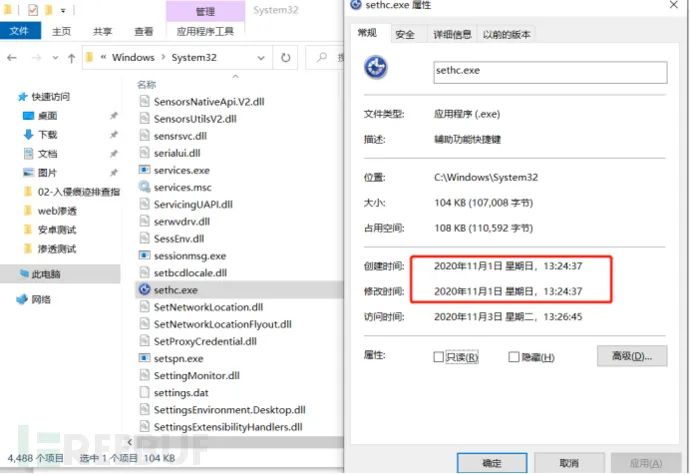 管理
System32
文件
主页
共享
查看
应用程序工具
Windows
System32
名称
快速访问
桌面
下载
文档
图片
02-入侵痕迹排查指
web渗透
安卓测试
渗透测试
此电脑
网络
SensorsNativeApi.V2.dll
SensorsUtilsV2.dll
sensrsvc.dll
serialui.dll
services.exe
services.msc
ServicingUAPI.dll
serwvdrv.dll
SessEnv.dll
sessionmsg.exe
setbcdlocale.dll
sethc.exe
SetNetworkLocation.dll
SetNetworkLocationFlyout.dll
SetProxyCredential.dll
setspn.exe
SettingMonitor.dll
settings.dat
SettingsEnvironment.Desktop.dll
SettingsExtensibilityHandlers.dll
4,488 个项目
选中 1 个项目 104 KB
sethc.exe 属性
常规
安全
详细信息
以前的版本
sethc.exe
文件类型: 应用程序 (.exe)
描述: 辅助功能快捷键
位置: C:\Windows\System32
大小: 104 KB (107,008 字节)
占用空间: 108 KB (110,592 字节)
创建时间: 2020年11月1日 星期日，13:24:37
修改时间: 2020年11月1日 星期日，13:24:37
访问时间: 2020年11月3日 星期二，13:26:45
属性: 只读(R) 隐藏(H) 高级(D)...
确定 取消 应用(A)